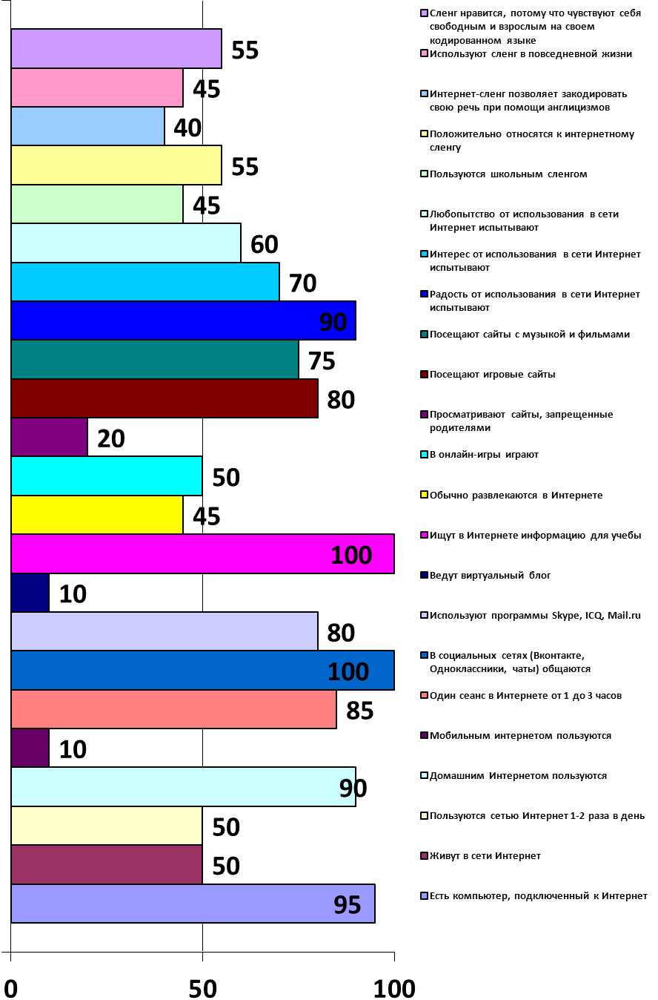 55
45
40
55
45
60
70
90
75
80
20
50
45
100
10
80
100
85
10
90
50
50
95
0 50 100
Сленг нравится, потому что чувствуют себя
свободным и взрослым на своем
кодированном языке
Используют сленг в повседневной жизни
Интернет-сленг позволяет закодировать
свою речь при помощи англицизмов
Положительно относятся к интернетному
сленгу
Пользуются школьным сленгом
Любопытство от использования в сети
Интернет испытывают
Интерес от использования в сети Интернет
испытывают
Радость от использования в сети Интернет
испытывают
Посещают сайты с музыкой и фильмами
Посещают игровые сайты
Просматривают сайты, запрещенные
родителями
В онлайн-игры играют
Обычно развлекаются в Интернете
Ищут в Интернете информацию для учебы
Ведут виртуальный блог
Используют программы Skype, ICQ, Mail.ru
В социальных сетях (Вконтакте,
Одноклассники, чаты) общаются
Один сеанс в Интернете от 1 до 3 часов
Мобильным интернетом пользуются
Домашним Интернетом пользуются
Пользуются сетью Интернет 1-2 раза в день
Живут в сети Интернет
Есть компьютер, подключенный к Интернет